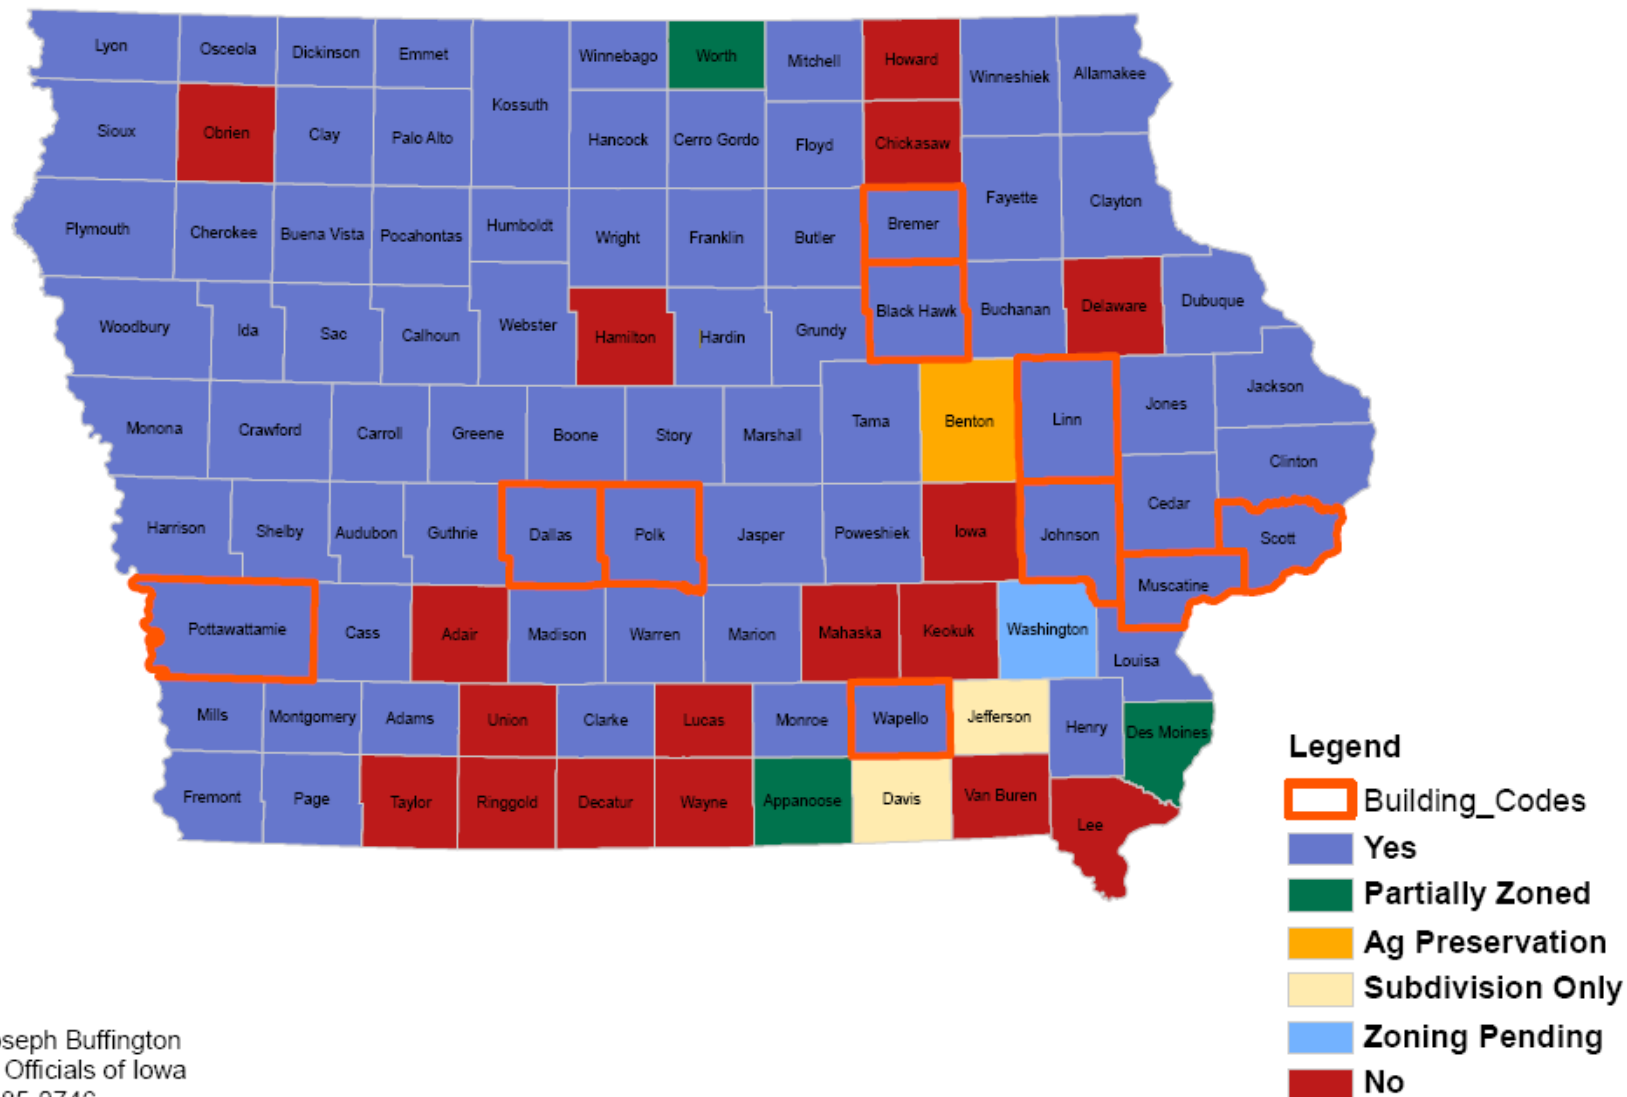 Lyon Osceola Dickinson Emmet Kossuth Winnebago Worth Mitchell Howard Winneshiek Allamakee
Sioux Obrien Clay Palo Alto Hancock Cerro Gordo Floyd Chickasaw
Plymouth Cherokee Buena Vista Pocahontas Humboldt Wright Franklin Butler Bremer Fayette Clayton
Woodbury Ida Sac Calhoun Webster Hamilton Hardin Grundy Black Hawk Buchanan Delaware Dubuque
Monona Crawford Carroll Greene Boone Story Marshall Tama Benton Linn Jones Jackson
Clinton
Harrison Shelby Audubon Guthrie Dallas Polk Jasper Poweshiek Iowa Johnson Cedar Scott
Pottawattamie Cass Adair Madison Warren Marion Mahaska Keokuk Washington Muscatine
Louisa
Mills Montgomery Adams Union Clarke Lucas Monroe Wapello Jefferson Henry Des Moines
Fremont Page Taylor Ringgold Decatur Wayne Appanoose Davis Van Buren Lee
Legend
Building_Codes
Yes
Partially Zoned
Ag Preservation
Subdivision Only
Zoning Pending
No
seph Buffington
Officials of Iowa